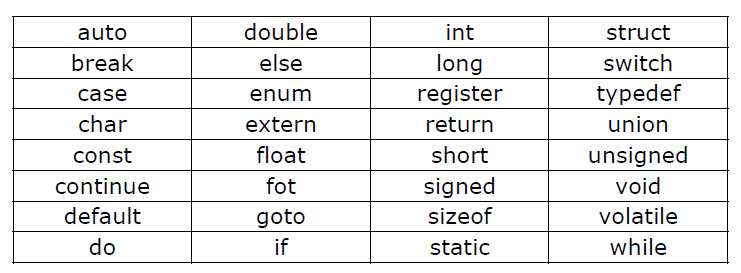 auto double int struct
break else long switch
case enum register typedef
char extern return union
const float short unsigned
continue fot signed void
default goto sizeof volatile
do if static while